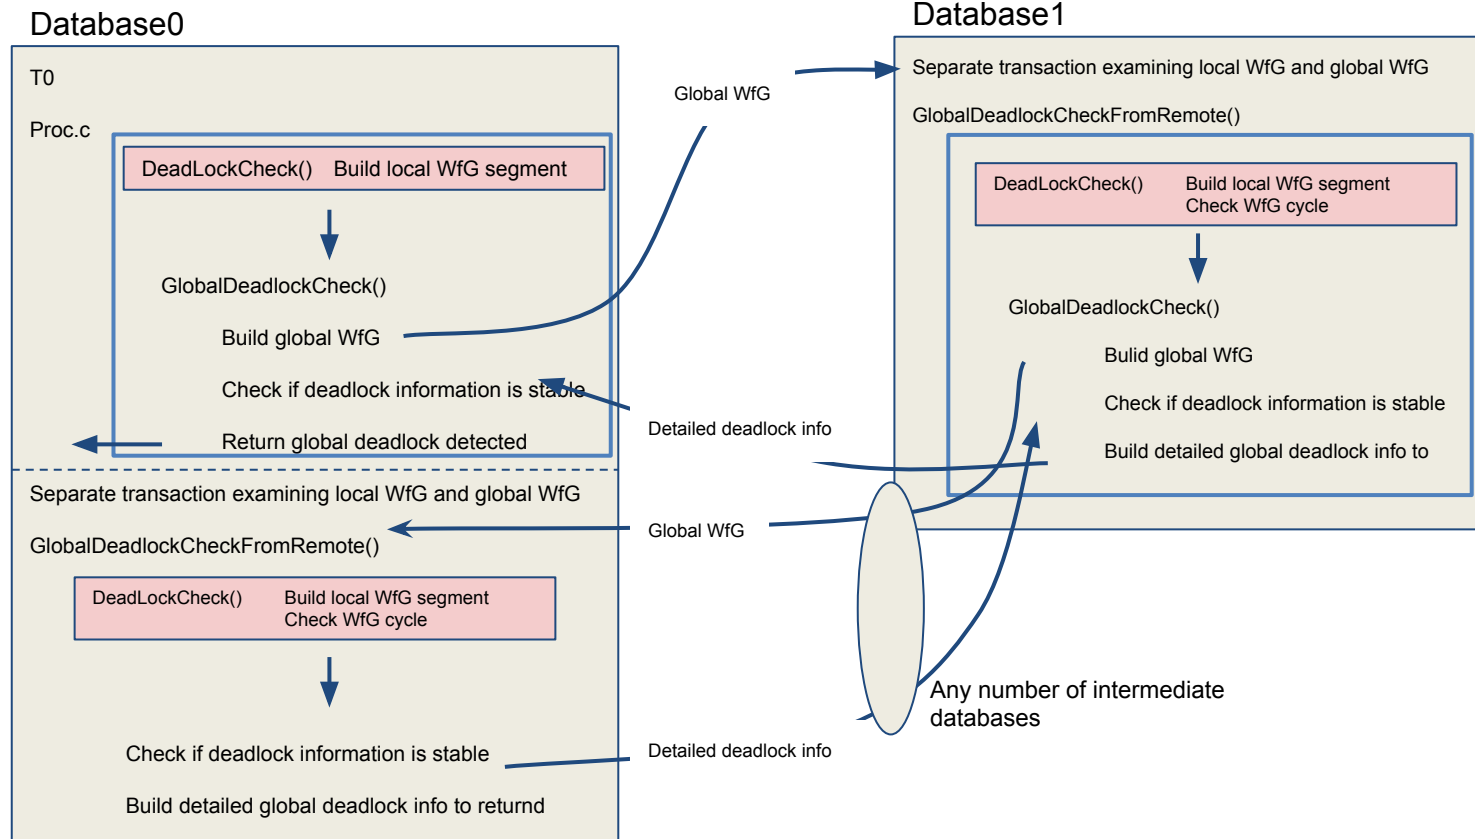 Database0
T0
Proc.c
DeadLockCheck() Build local WfG segment
GlobalDeadlockCheck()
Build global WfG
Check if deadlock information is stable
Return global deadlock detected
Separate transaction examining local WfG and global WfG
GlobalDeadlockCheckFromRemote()
DeadLockCheck() Build local WfG segment
Check WfG cycle
Check if deadlock information is stable
Build detailed global deadlock info to returnd
Global WfG
Detailed deadlock info
Global WfG
Detailed deadlock info
Database1
Separate transaction examining local WfG and global WfG
GlobalDeadlockCheckFromRemote()
DeadLockCheck() Build local WfG segment
Check WfG cycle
GlobalDeadlockCheck()
Bulid global WfG
Check if deadlock information is stable
Build detailed global deadlock info to
Any number of intermediate
databases